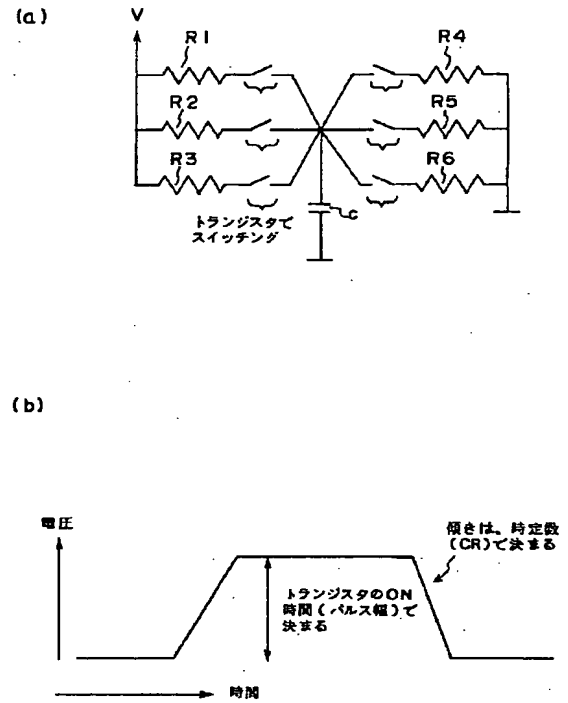 (a)
V
R1
R4
R2
R5
R3
R6
C
トランジスタで
スイッチング
(b)
電圧
傾きは、時定数
(CR)で決まる
トランジスタのON
時間(パルス幅)で
決まる
時間